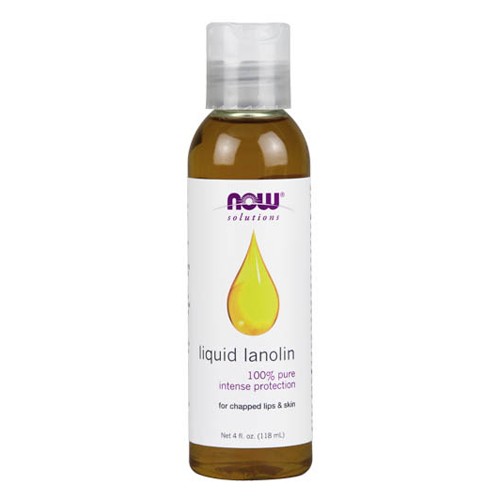 NOW®
solutions
liquid lanolin
100% pure
intense protection
for chapped lips & skin
Net 4 fl. oz. (118 mL)